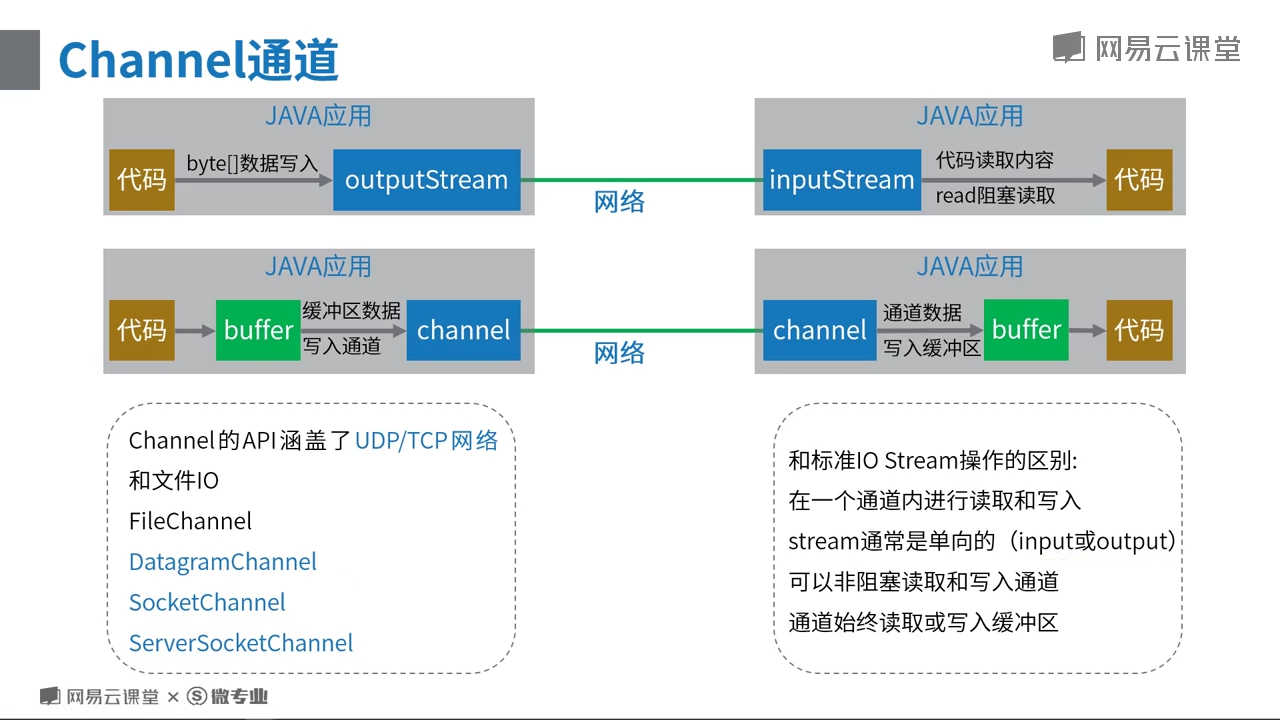 Channel通道
网易云课堂
JAVA应用
代码
byte[]数据写入
outputStream
网络
JAVA应用
inputStream
代码读取内容
read阻塞读取
代码
JAVA应用
代码
buffer
缓冲区数据
写入通道
channel
网络
JAVA应用
channel
通道数据
写入缓冲区
buffer
代码
Channel的API涵盖了UDP/TCP网络
和文件IO
FileChannel
DatagramChannel
SocketChannel
ServerSocketChannel
和标准IO Stream操作的区别:
在一个通道内进行读取和写入
stream通常是单向的（input或output）
可以非阻塞读取和写入通道
通道始终读取或写入缓冲区
网易云课堂 × S 微专业